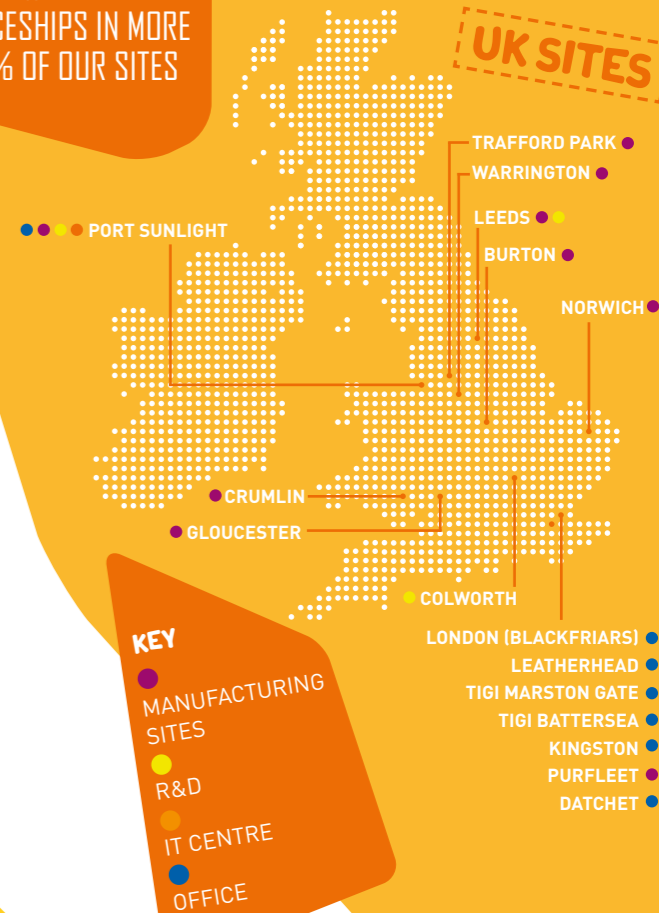 CESHIPS IN MORE
% OF OUR SITES
UK SITES
TRAFFORD PARK
WARRINGTON
LEEDS
PORT SUNLIGHT
BURTON
NORWICH
CRUMLIN
GLOUCESTER
COLWORTH
LONDON (BLACKFRIARS)
LEATHERHEAD
TIGI MARSTON GATE
TIGI BATTERSEA
KINGSTON
PURFLEET
DATCHET
KEY
MANUFACTURING
SITES
R&D
IT CENTRE
OFFICE